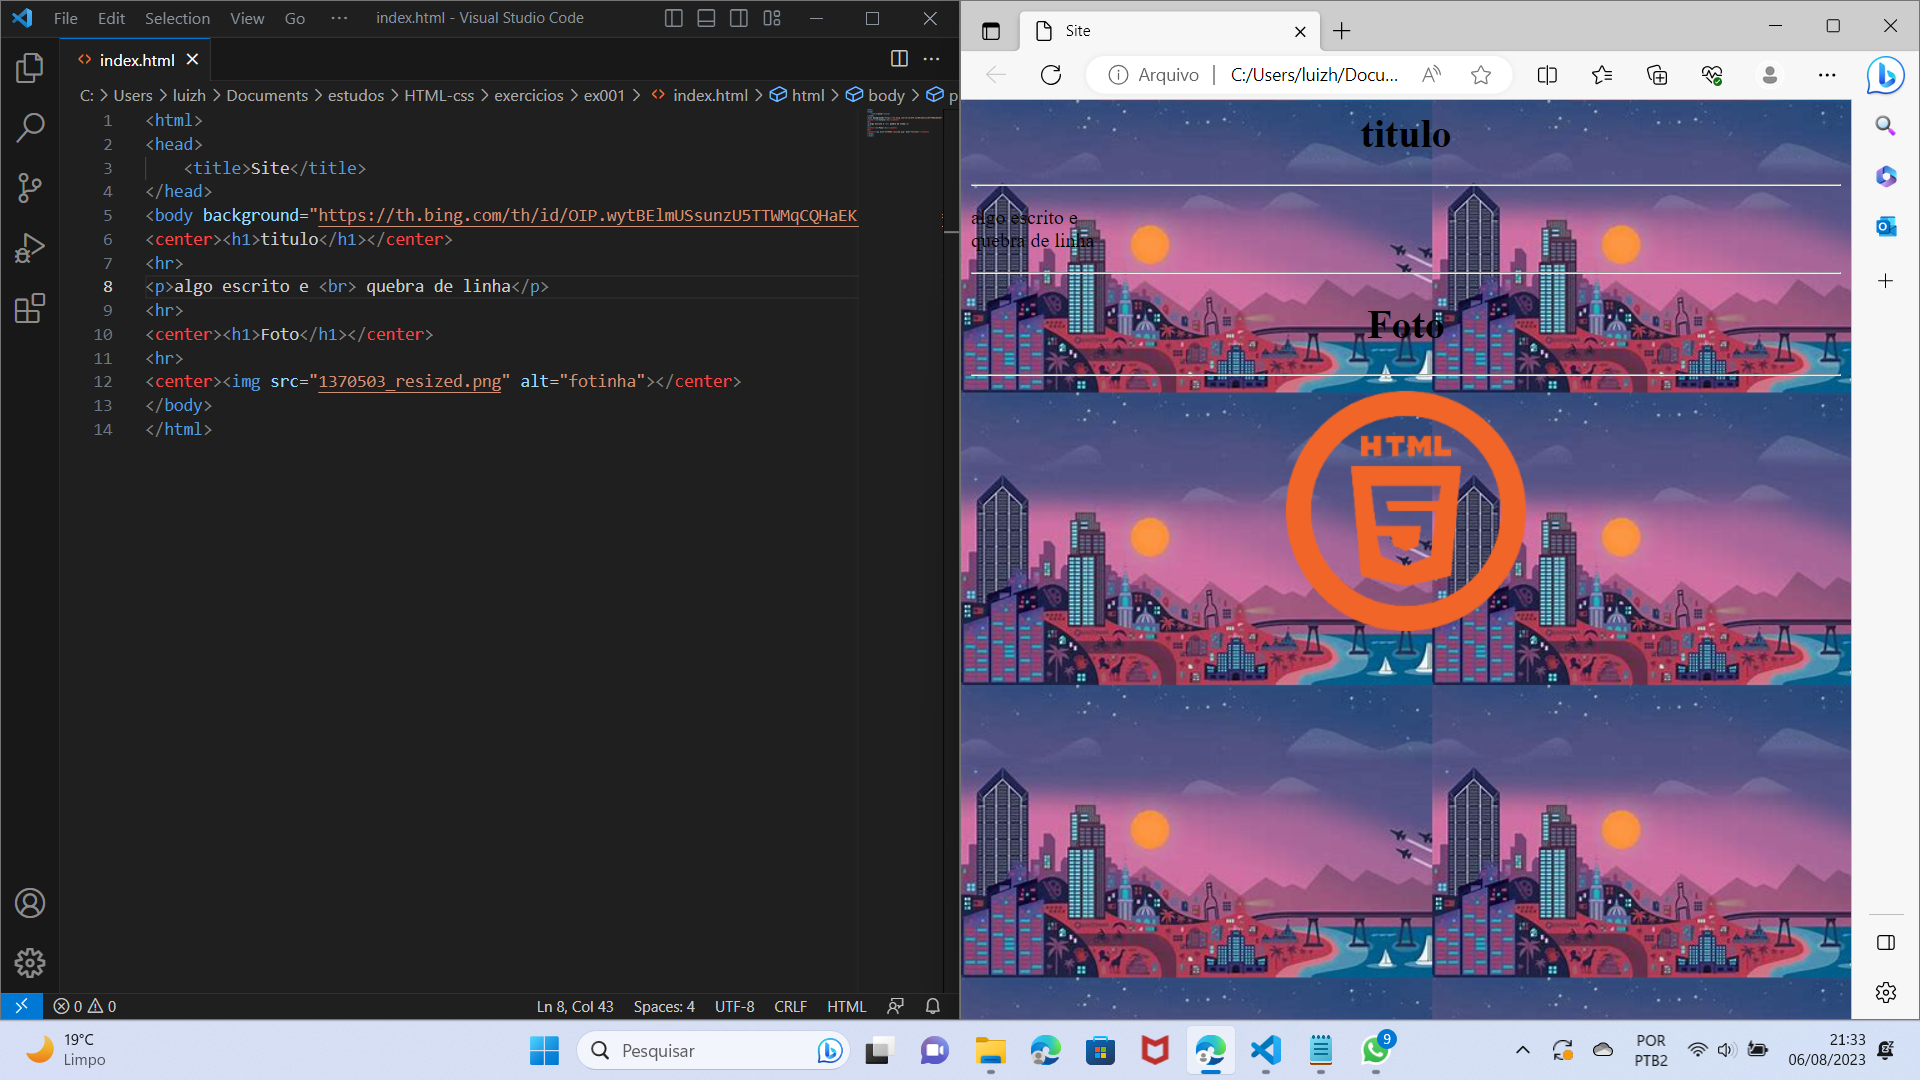 File Edit Selection View Go ··· index.html - Visual Studio Code
index.html
C: > Users > luizh > Documents > estudos > HTML-css > exercicios > ex001 > index.html > html > body > p
1 <html>
2 <head>
3 <title>Site</title>
4 </head>
5 <body background="https://th.bing.com/th/id/OIP.wytBElmUSsunzU5TTWMqCQHaEK
6 <center><h1>titulo</h1></center>
7 <hr>
8 <p>algo escrito e <br> quebra de linha</p>
9 <hr>
10 <center><h1>Foto</h1></center>
11 <hr>
12 <center><img src="1370503_resized.png" alt="fotinha"></center>
13 </body>
14 </html>
0 0
Ln 8, Col 43 Spaces: 4 UTF-8 CRLF HTML
Site
Arquivo | C:/Users/luizh/Docu...
titulo
algo escrito e
quebra de linha
Foto
HTML
5
19°C
Limpo
Pesquisar
9
POR
PTB2
21:33
06/08/2023